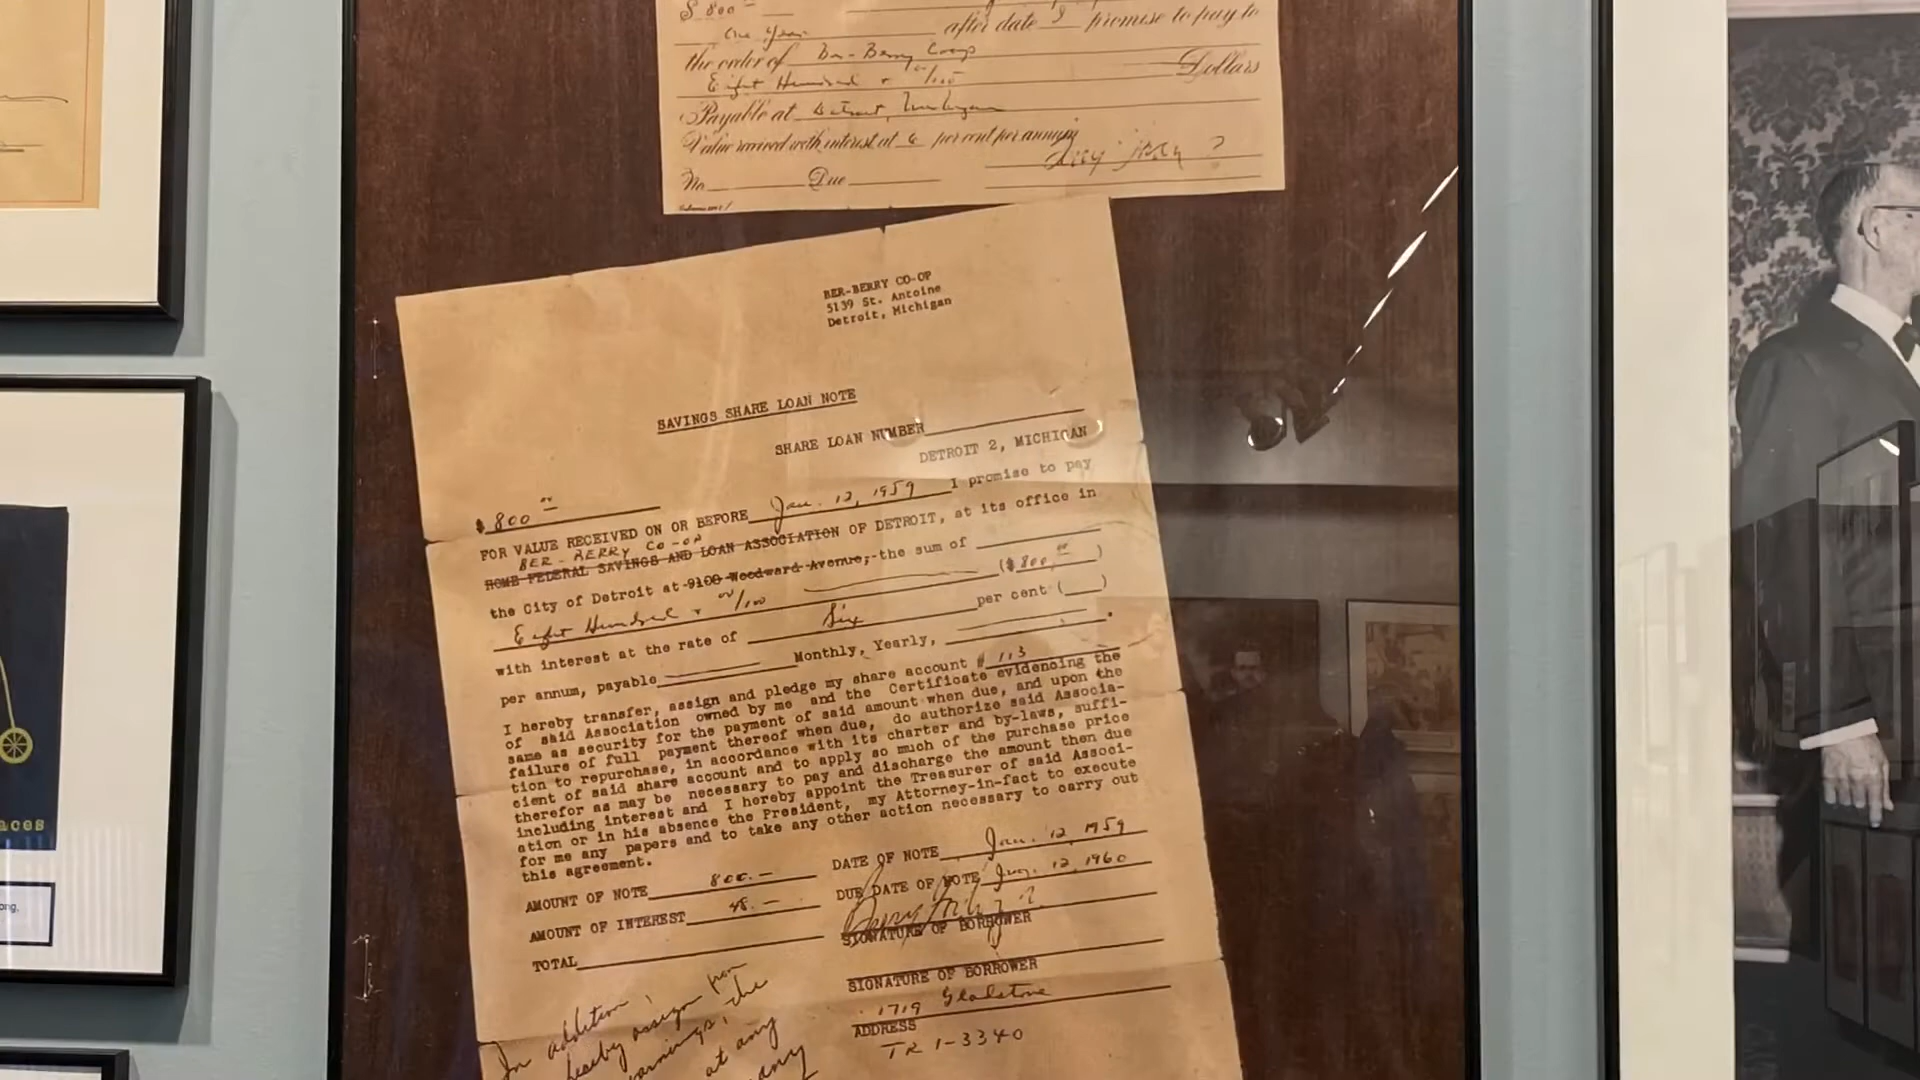 $ 800
One Year after date I promise to pay to
the order of Ber-Berry Coop
Eight Hundred + no/100 Dollars
Payable at Detroit, Michigan
Value received with interest at 6 per cent per annum
No. Due
BER-BERRY CO-OP
5139 St. Antoine
Detroit, Michigan
SAVINGS SHARE LOAN NOTE
SHARE LOAN NUMBER
DETROIT 2, MICHIGAN
$ 800 00
FOR VALUE RECEIVED ON OR BEFORE Jan. 12, 1959 I promise to pay
BER-BERRY CO-OP
HOME FEDERAL SAVINGS AND LOAN ASSOCIATION OF DETROIT, at its office in
the City of Detroit at 9100 Woodward Avenue, the sum of
Eight Hundred + 00/100 ($ 800.00)
with interest at the rate of Six per cent ( )
per annum, payable Monthly, Yearly, .
I hereby transfer, assign and pledge my share account # 113
of said Association owned by me and the Certificate evidencing the
same as security for the payment of said amount when due, and upon the
failure of full payment thereof when due, do authorize said Associa-
tion to repurchase, in accordance with its charter and by-laws, suffi-
cient of said share account and to apply so much of the purchase price
therefor as may be necessary to pay and discharge the amount then due
including interest and I hereby appoint the Treasurer of said Associ-
ation or in his absence the President, my Attorney-in-fact to execute
for me any papers and to take any other action necessary to carry out
this agreement.
AMOUNT OF NOTE 800.—
DATE OF NOTE Jan. 12, 1959
AMOUNT OF INTEREST 48.—
DUE DATE OF NOTE Jan. 12, 1960
TOTAL
Berry Gordy Jr.
SIGNATURE OF BORROWER
SIGNATURE OF BORROWER
1719 Gladstone
ADDRESS
TR 1-3340
In addition, I
hereby assign from
earnings, the
at any
any
aces
ong,